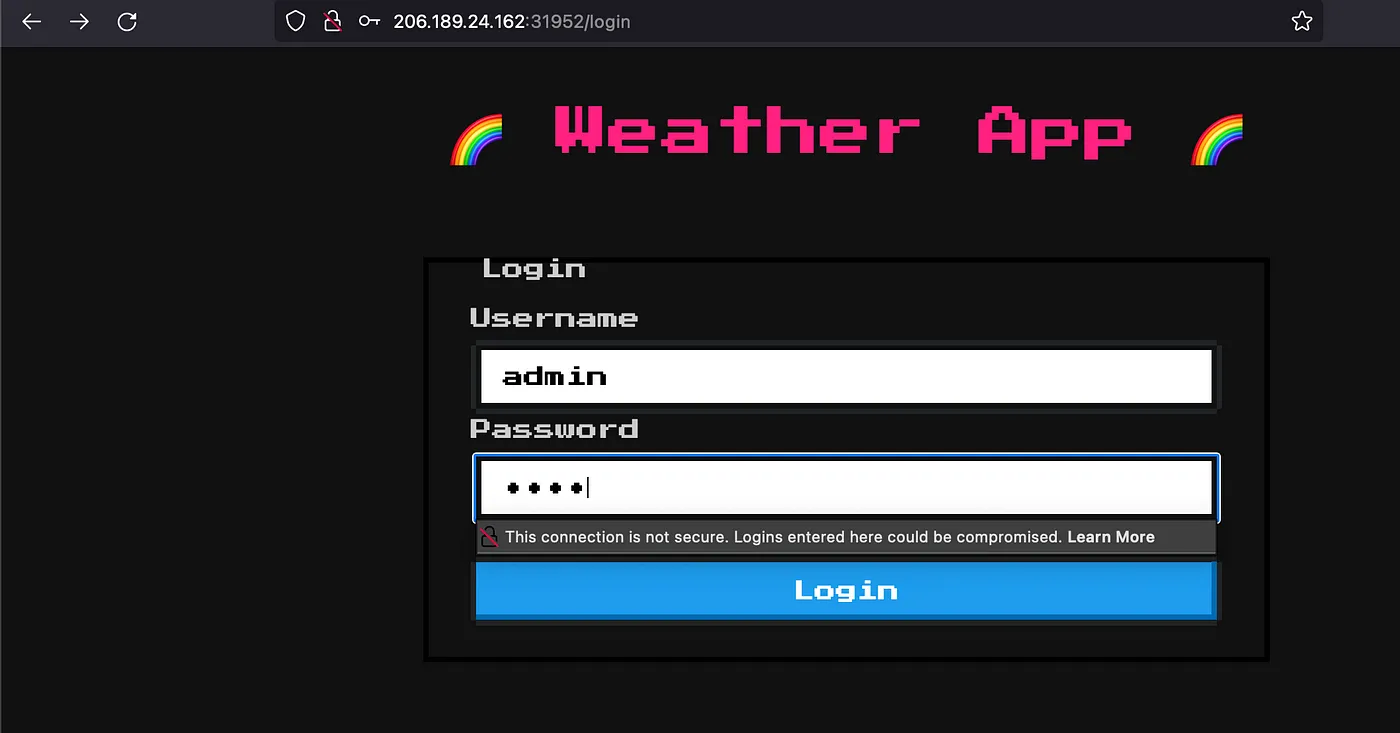 206.189.24.162:31952/login
Weather App
Login
Username
admin
Password
This connection is not secure. Logins entered here could be compromised. Learn More
Login